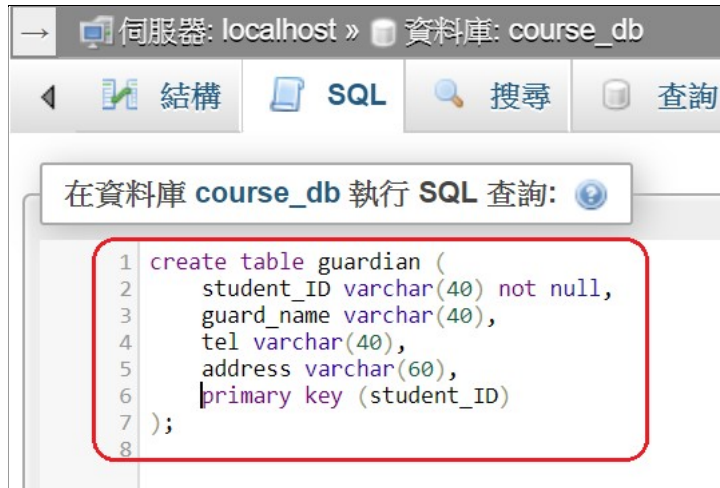 → 伺服器: localhost » 資料庫: course_db
結構 SQL 搜尋 查詢
在資料庫 course_db 執行 SQL 查詢:
1 create table guardian (
2 student_ID varchar(40) not null,
3 guard_name varchar(40),
4 tel varchar(40),
5 address varchar(60),
6 primary key (student_ID)
7 );
8